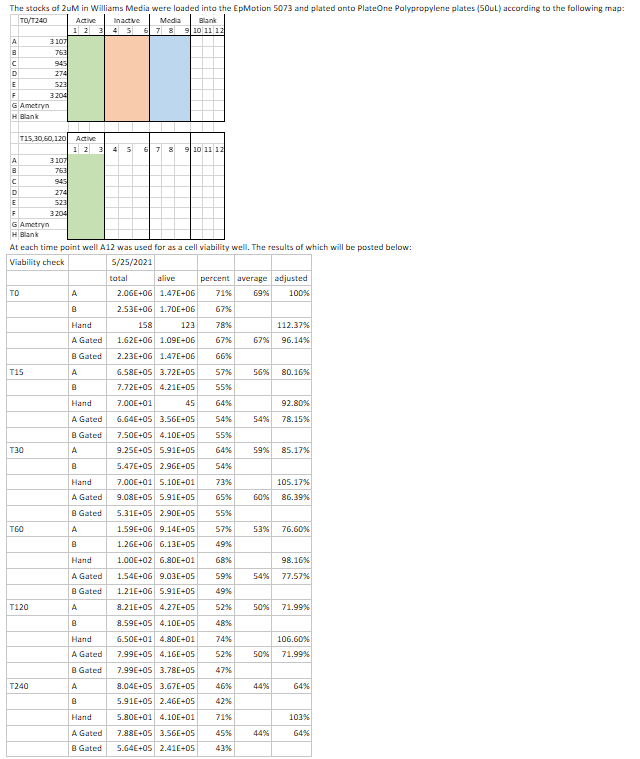 The stocks of 2uM in Williams Media were loaded into the EpMotion 5073 and plated onto PlateOne Polypropylene plates (50uL) according to the following map:
T0/T240 Active Inactive Media Blank
1 2 3 4 5 6 7 8 9 10 11 12
A 3107
B 763
C 945
D 274
E 523
F 3204
G Ametryn
H Blank
T15,30,60,120 Active
1 2 3 4 5 6 7 8 9 10 11 12
A 3107
B 763
C 945
D 274
E 523
F 3204
G Ametryn
H Blank
At each time point well A12 was used for as a cell viability well. The results of which will be posted below:
Viability check 5/25/2021
total alive percent average adjusted
T0 A 2.06E+06 1.47E+06 71% 69% 100%
B 2.53E+06 1.70E+06 67%
Hand 158 123 78% 112.37%
A Gated 1.62E+06 1.09E+06 67% 67% 96.14%
B Gated 2.23E+06 1.47E+06 66%
T15 A 6.58E+05 3.72E+05 57% 56% 80.16%
B 7.72E+05 4.21E+05 55%
Hand 7.00E+01 45 64% 92.80%
A Gated 6.64E+05 3.56E+05 54% 54% 78.15%
B Gated 7.50E+05 4.10E+05 55%
T30 A 9.25E+05 5.91E+05 64% 59% 85.17%
B 5.47E+05 2.96E+05 54%
Hand 7.00E+01 5.10E+01 73% 105.17%
A Gated 9.08E+05 5.91E+05 65% 60% 86.39%
B Gated 5.31E+05 2.90E+05 55%
T60 A 1.59E+06 9.14E+05 57% 53% 76.60%
B 1.26E+06 6.13E+05 49%
Hand 1.00E+02 6.80E+01 68% 98.16%
A Gated 1.54E+06 9.03E+05 59% 54% 77.57%
B Gated 1.21E+06 5.91E+05 49%
T120 A 8.21E+05 4.27E+05 52% 50% 71.99%
B 8.59E+05 4.10E+05 48%
Hand 6.50E+01 4.80E+01 74% 106.60%
A Gated 7.99E+05 4.16E+05 52% 50% 71.99%
B Gated 7.99E+05 3.78E+05 47%
T240 A 8.04E+05 3.67E+05 46% 44% 64%
B 5.91E+05 2.46E+05 42%
Hand 5.80E+01 4.10E+01 71% 103%
A Gated 7.88E+05 3.56E+05 45% 44% 64%
B Gated 5.64E+05 2.41E+05 43%